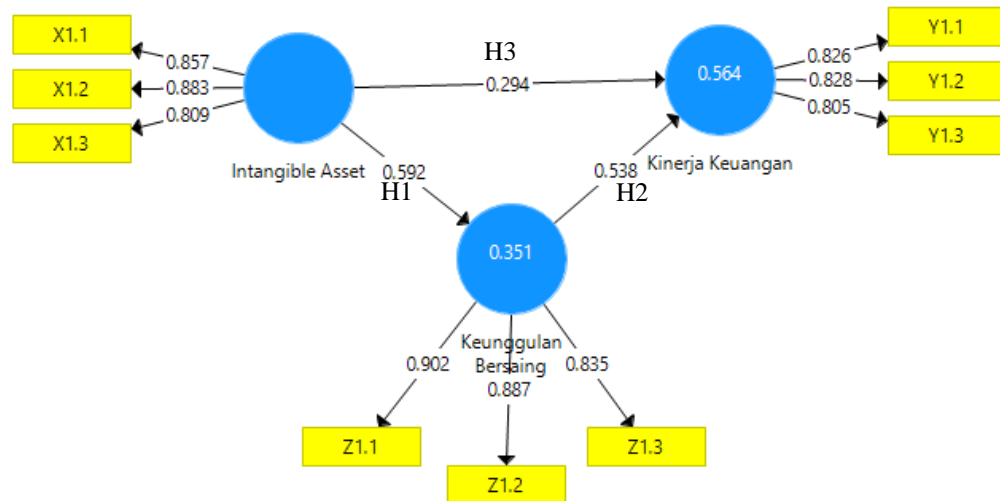 X1.1
X1.2
X1.3
0.857
0.883
0.809
Intangible Asset
H3
0.294
0.564
Kinerja Keuangan
0.826
0.828
0.805
Y1.1
Y1.2
Y1.3
0.592
H1
0.538
H2
0.351
Keunggulan
Bersaing
0.902
0.887
0.835
Z1.1
Z1.2
Z1.3